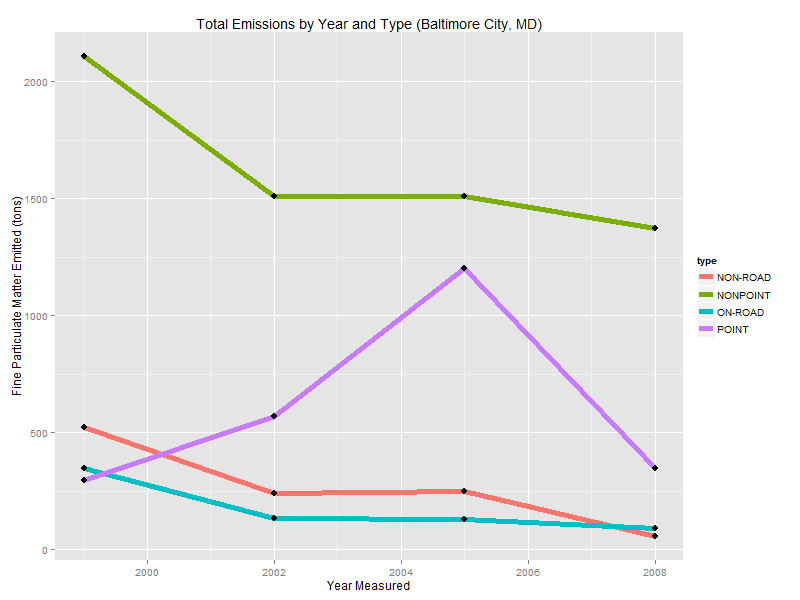 Total Emissions by Year and Type (Baltimore City, MD)
Fine Particulate Matter Emitted (tons)
2000
1500
1000
500
0
2000
2002
2004
2006
2008
Year Measured
type
NON-ROAD
NONPOINT
ON-ROAD
POINT